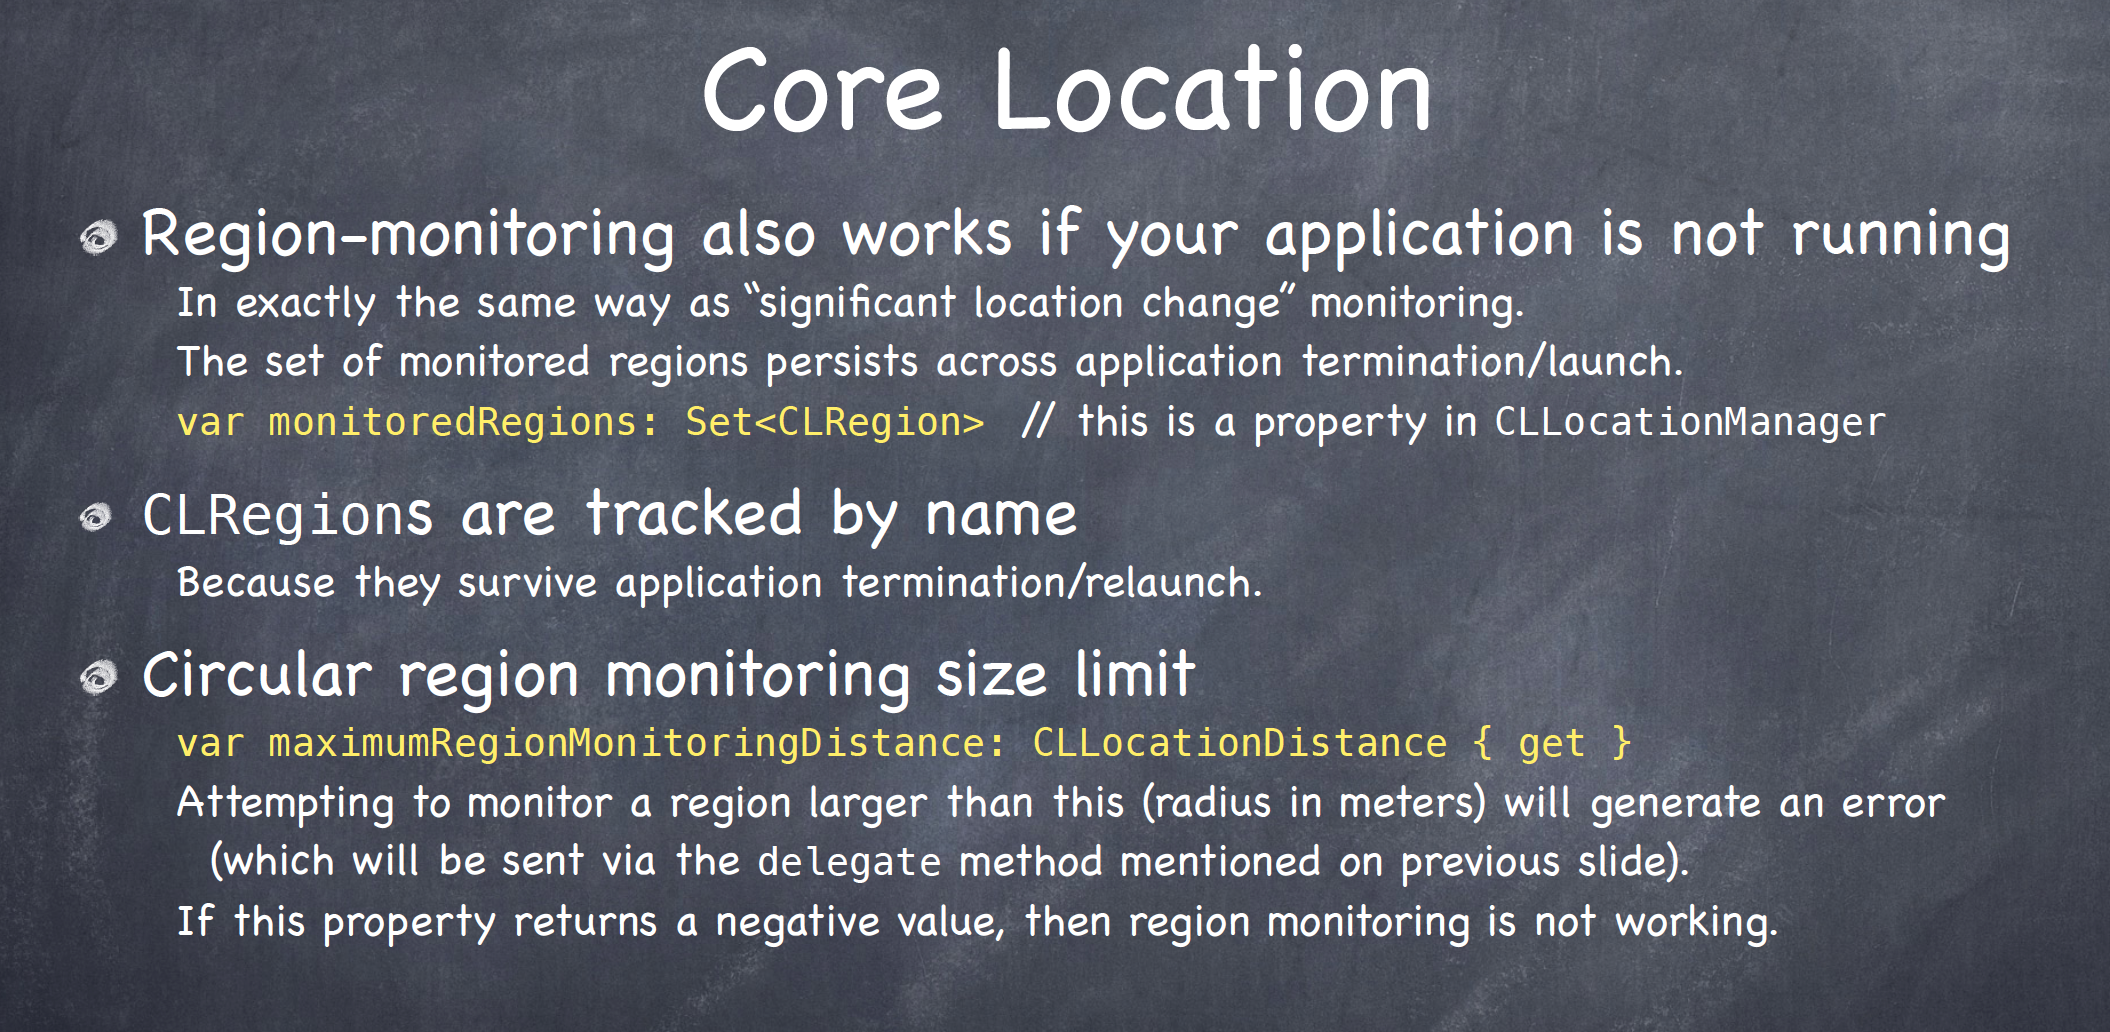 Core Location
Region-monitoring also works if your application is not running
In exactly the same way as “significant location change” monitoring.
The set of monitored regions persists across application termination/launch.
var monitoredRegions: Set<CLRegion> // this is a property in CLLocationManager
CLRegions are tracked by name
Because they survive application termination/relaunch.
Circular region monitoring size limit
var maximumRegionMonitoringDistance: CLLocationDistance { get }
Attempting to monitor a region larger than this (radius in meters) will generate an error
(which will be sent via the delegate method mentioned on previous slide).
If this property returns a negative value, then region monitoring is not working.